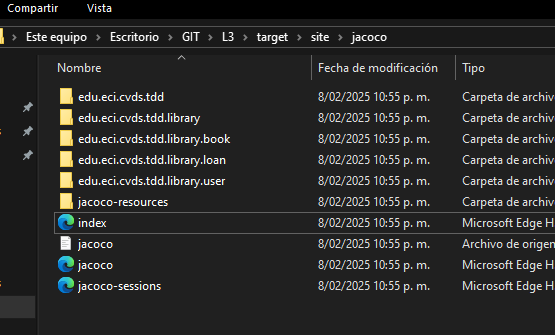 Compartir Vista
Este equipo > Escritorio > GIT > L3 > target > site > jacoco
Nombre Fecha de modificación Tipo
edu.eci.cvds.tdd 8/02/2025 10:55 p. m. Carpeta de archivo
edu.eci.cvds.tdd.library 8/02/2025 10:55 p. m. Carpeta de archivo
edu.eci.cvds.tdd.library.book 8/02/2025 10:55 p. m. Carpeta de archivo
edu.eci.cvds.tdd.library.loan 8/02/2025 10:55 p. m. Carpeta de archivo
edu.eci.cvds.tdd.library.user 8/02/2025 10:55 p. m. Carpeta de archivo
jacoco-resources 8/02/2025 10:55 p. m. Carpeta de archivo
index 8/02/2025 10:55 p. m. Microsoft Edge H
jacoco 8/02/2025 10:55 p. m. Archivo de origen
jacoco 8/02/2025 10:55 p. m. Microsoft Edge H
jacoco-sessions 8/02/2025 10:55 p. m. Microsoft Edge H